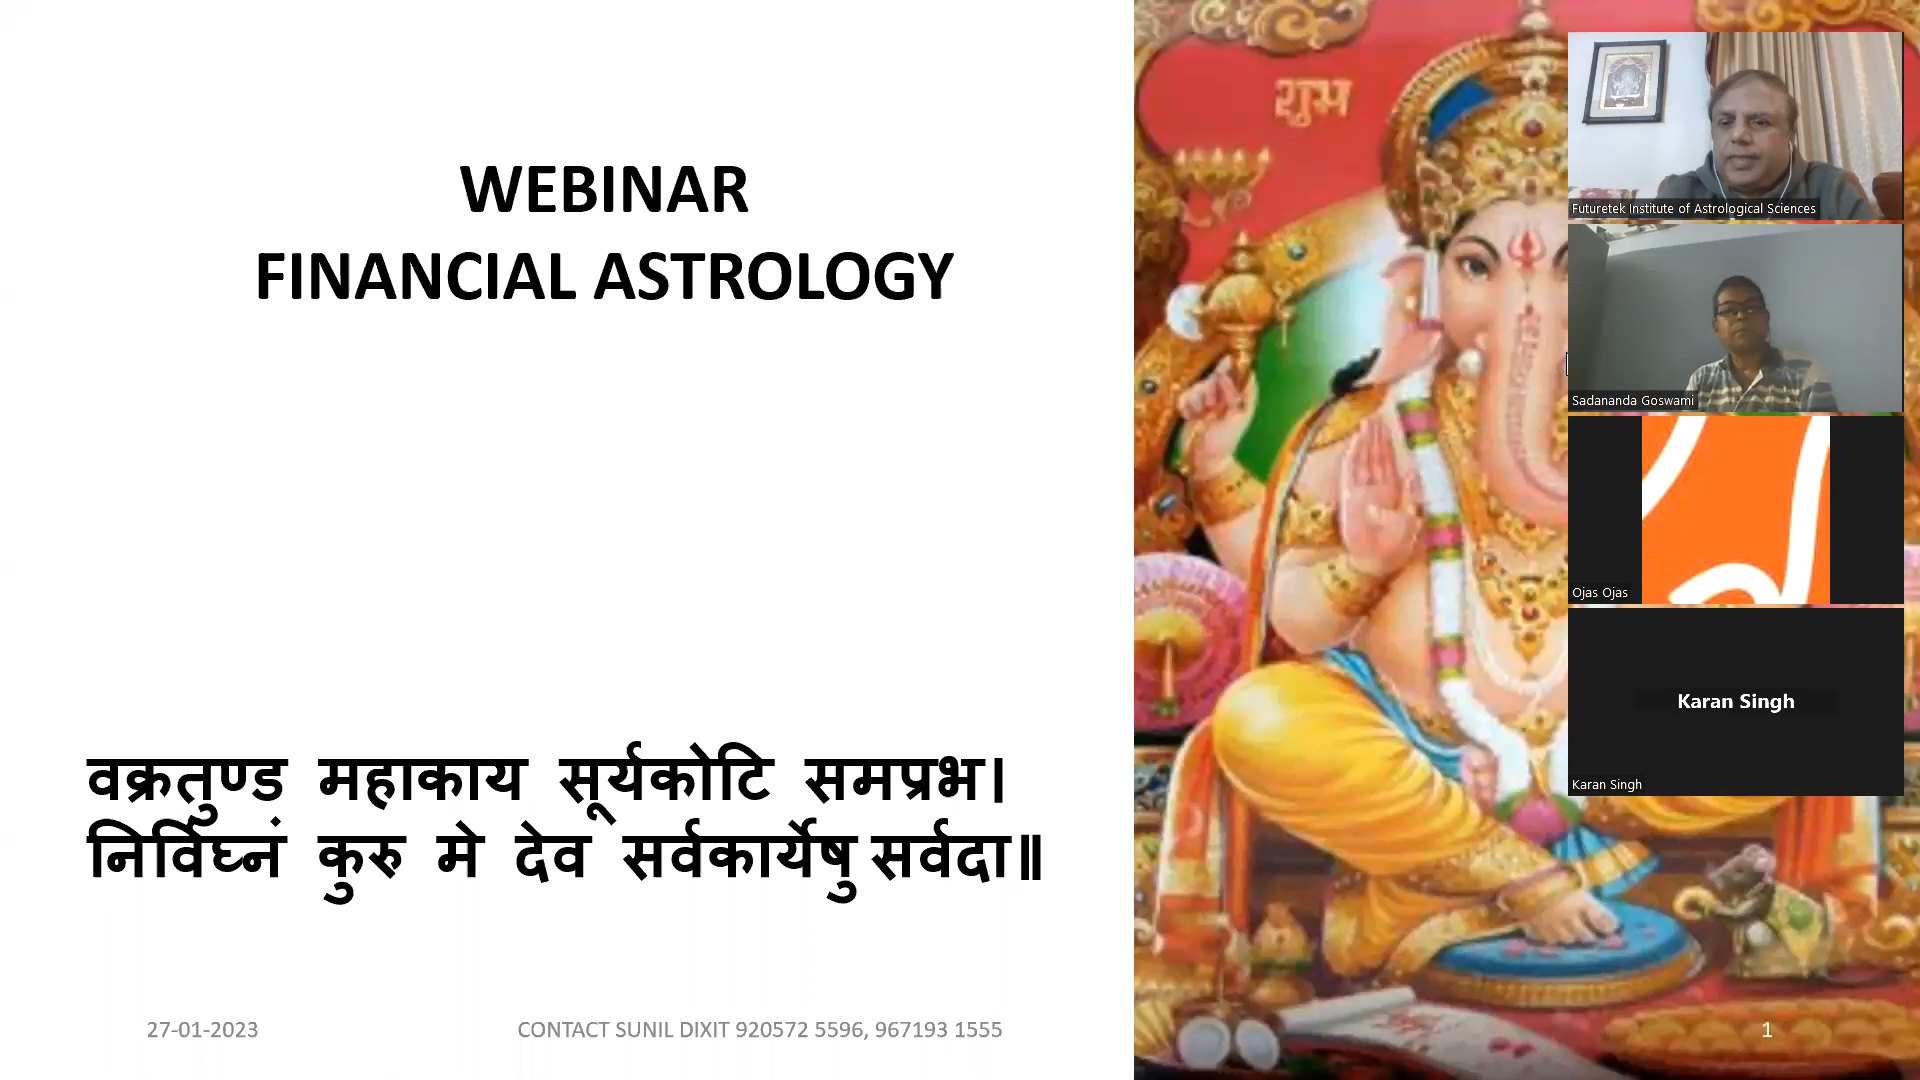 WEBINAR
FINANCIAL ASTROLOGY
वक्रतुण्ड महाकाय सूर्यकोटि समप्रभ।
निर्विघ्नं कुरु मे देव सर्वकार्येषु सर्वदा॥
27-01-2023
CONTACT SUNIL DIXIT 920572 5596, 967193 1555
1
शुभ
Futuretek Institute of Astrological Sciences
Sadananda Goswami
Ojas Ojas
Karan Singh
Karan Singh